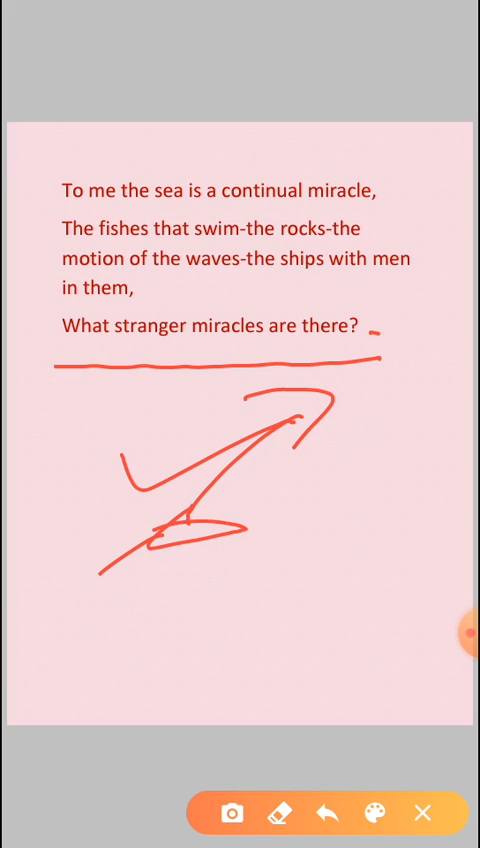 To me the sea is a continual miracle,
The fishes that swim-the rocks-the
motion of the waves-the ships with men
in them,
What stranger miracles are there?